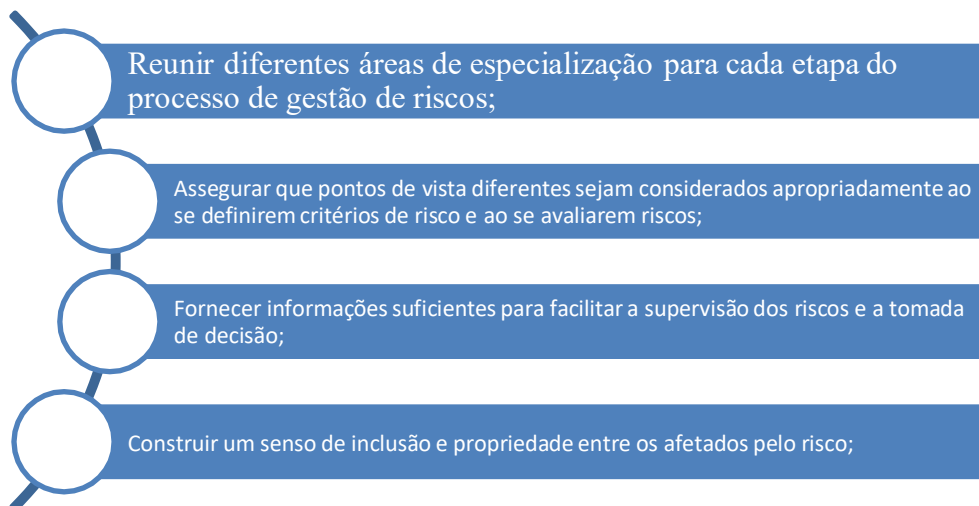 Reunir diferentes áreas de especialização para cada etapa do
processo de gestão de riscos;
Assegurar que pontos de vista diferentes sejam considerados apropriadamente ao
se definirem critérios de risco e ao se avaliarem riscos;
Fornecer informações suficientes para facilitar a supervisão dos riscos e a tomada
de decisão;
Construir um senso de inclusão e propriedade entre os afetados pelo risco;